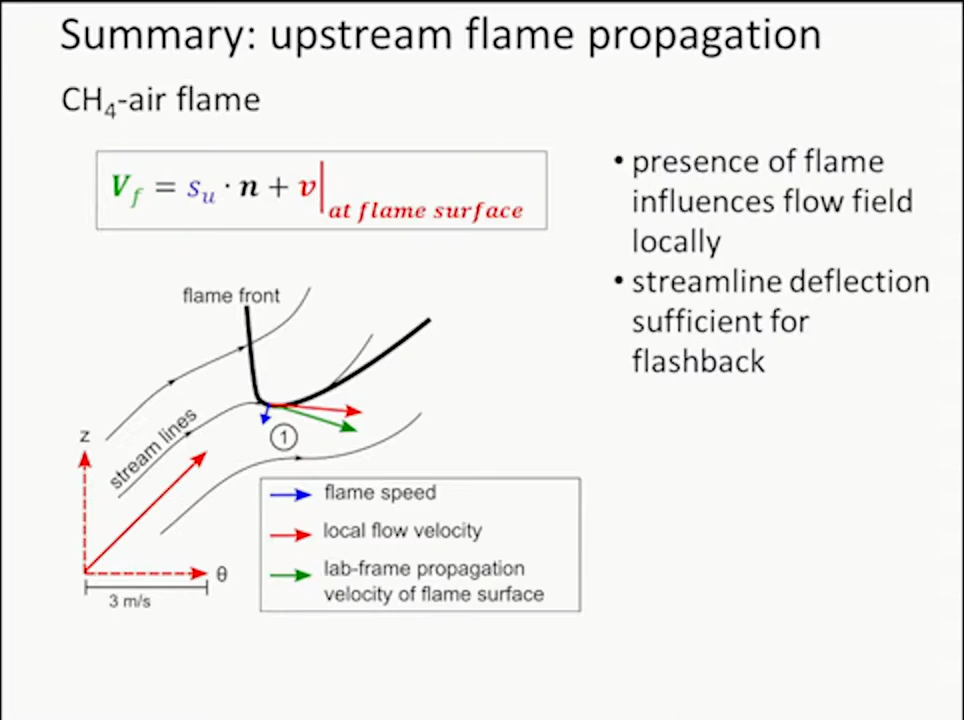 Summary: upstream flame propagation
CH₄-air flame
V_f = s_u · n + v|at flame surface
• presence of flame
influences flow field
locally
• streamline deflection
sufficient for
flashback
flame front
stream lines
1
z
θ
3 m/s
flame speed
local flow velocity
lab-frame propagation
velocity of flame surface